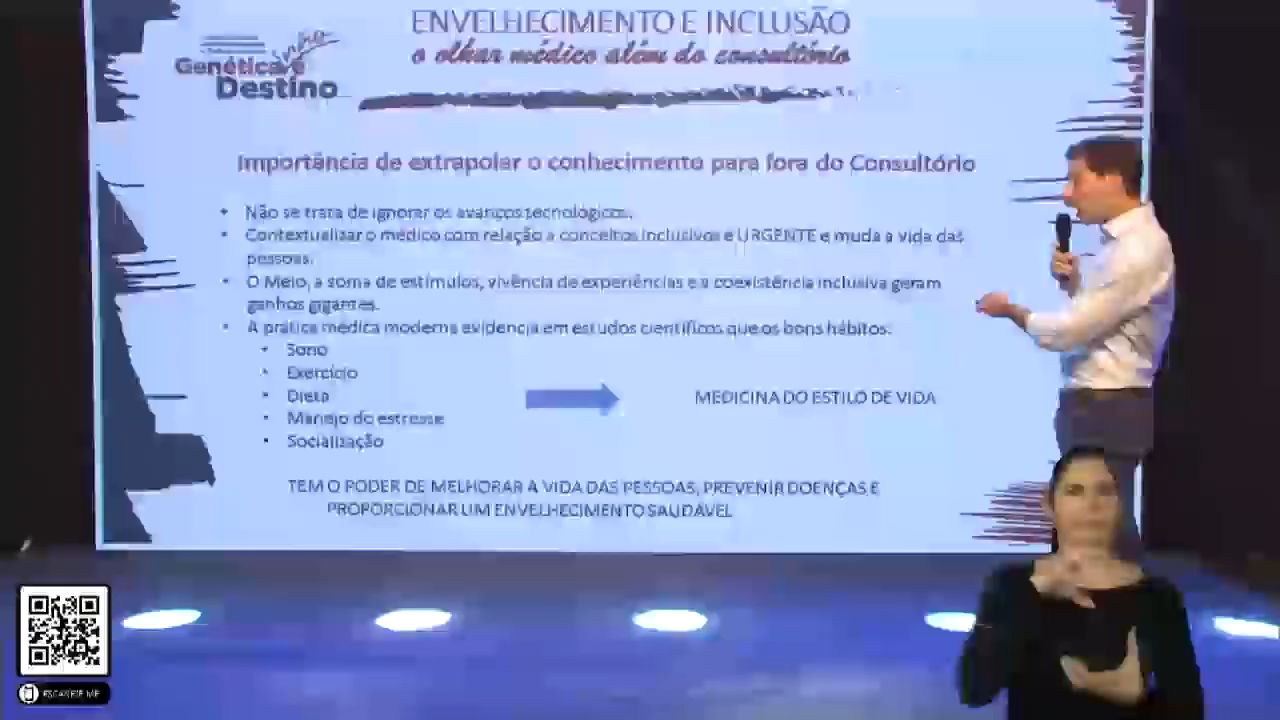 ENVELHECIMENTO E INCLUSÃO
o olhar médico além do consultório
Genética
é
Destino
Importância de extrapolar o conhecimento para fora do Consultório
• Não se trata de ignorar os avanços tecnológicos.
• Contextualizar o médico com relação a conceitos inclusivos é URGENTE e muda a vida das
pessoas.
• O Meio, a soma de estímulos, vivência de experiências e a coexistência inclusiva geram
ganhos gigantes.
• A prática médica moderna evidencia em estudos científicos que os bons hábitos:
• Sono
• Exercício
• Dieta
• Manejo do estresse
• Socialização
MEDICINA DO ESTILO DE VIDA
TEM O PODER DE MELHORAR A VIDA DAS PESSOAS, PREVENIR DOENÇAS E
PROPORCIONAR UM ENVELHECIMENTO SAUDÁVEL
ESCANEIE-ME